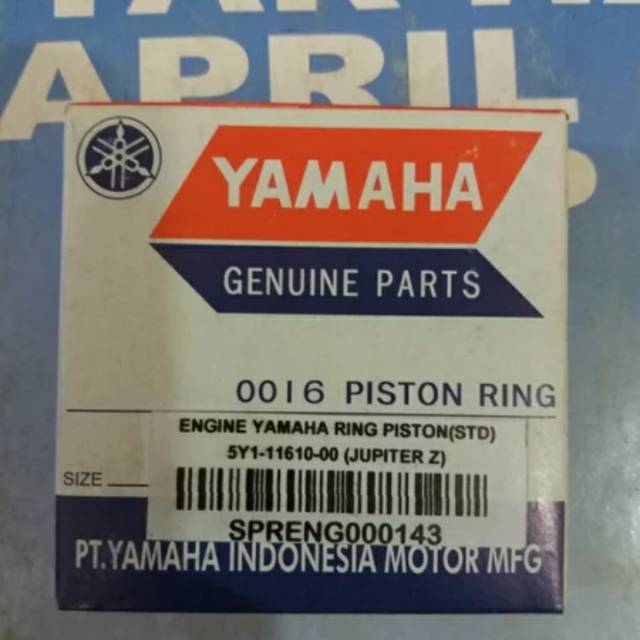 APRIL
YAMAHA
GENUINE PARTS
0016 PISTON RING
ENGINE YAMAHA RING PISTON(STD)
5Y1-11610-00 (JUPITER Z)
SIZE
SPRENG000143
PT.YAMAHA INDONESIA MOTOR MFG